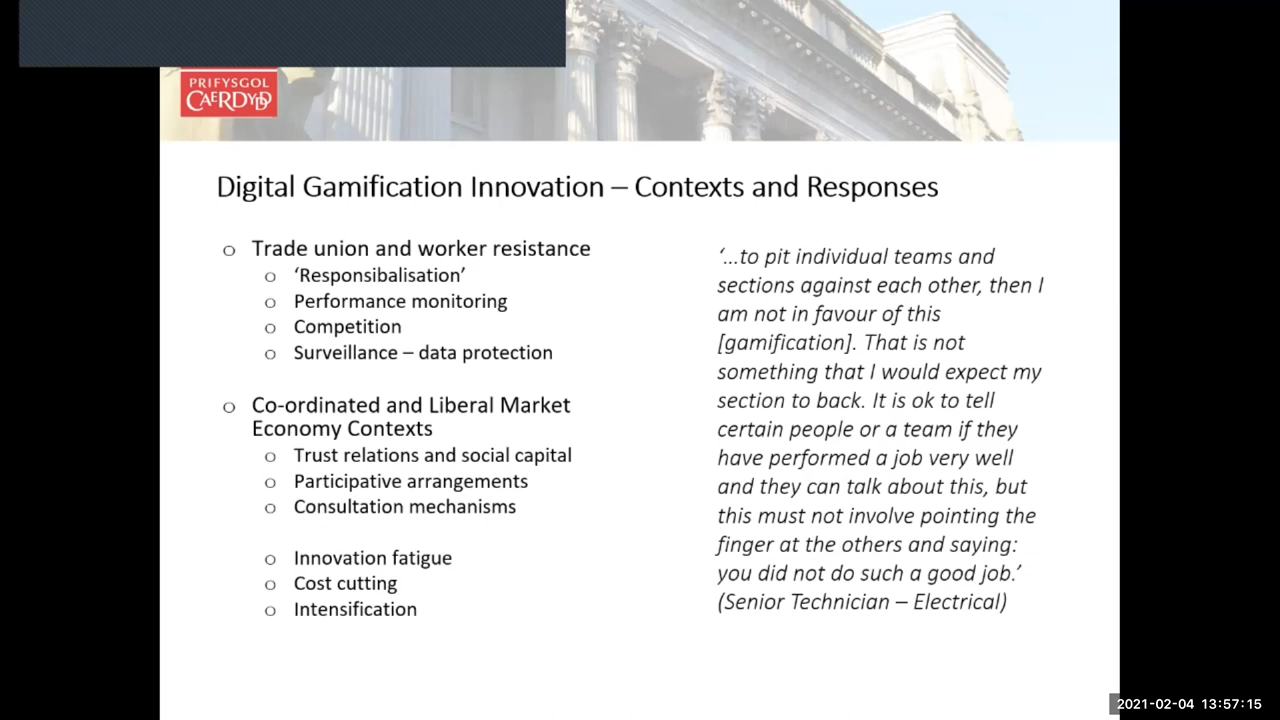 PRIFYSGOL
CAERDYDD
Digital Gamification Innovation – Contexts and Responses
o Trade union and worker resistance
o ‘Responsibalisation’
o Performance monitoring
o Competition
o Surveillance – data protection
o Co-ordinated and Liberal Market
Economy Contexts
o Trust relations and social capital
o Participative arrangements
o Consultation mechanisms
o Innovation fatigue
o Cost cutting
o Intensification
‘…to pit individual teams and
sections against each other, then I
am not in favour of this
[gamification]. That is not
something that I would expect my
section to back. It is ok to tell
certain people or a team if they
have performed a job very well
and they can talk about this, but
this must not involve pointing the
finger at the others and saying:
you did not do such a good job.’
(Senior Technician – Electrical)
2021-02-04 13:57:15